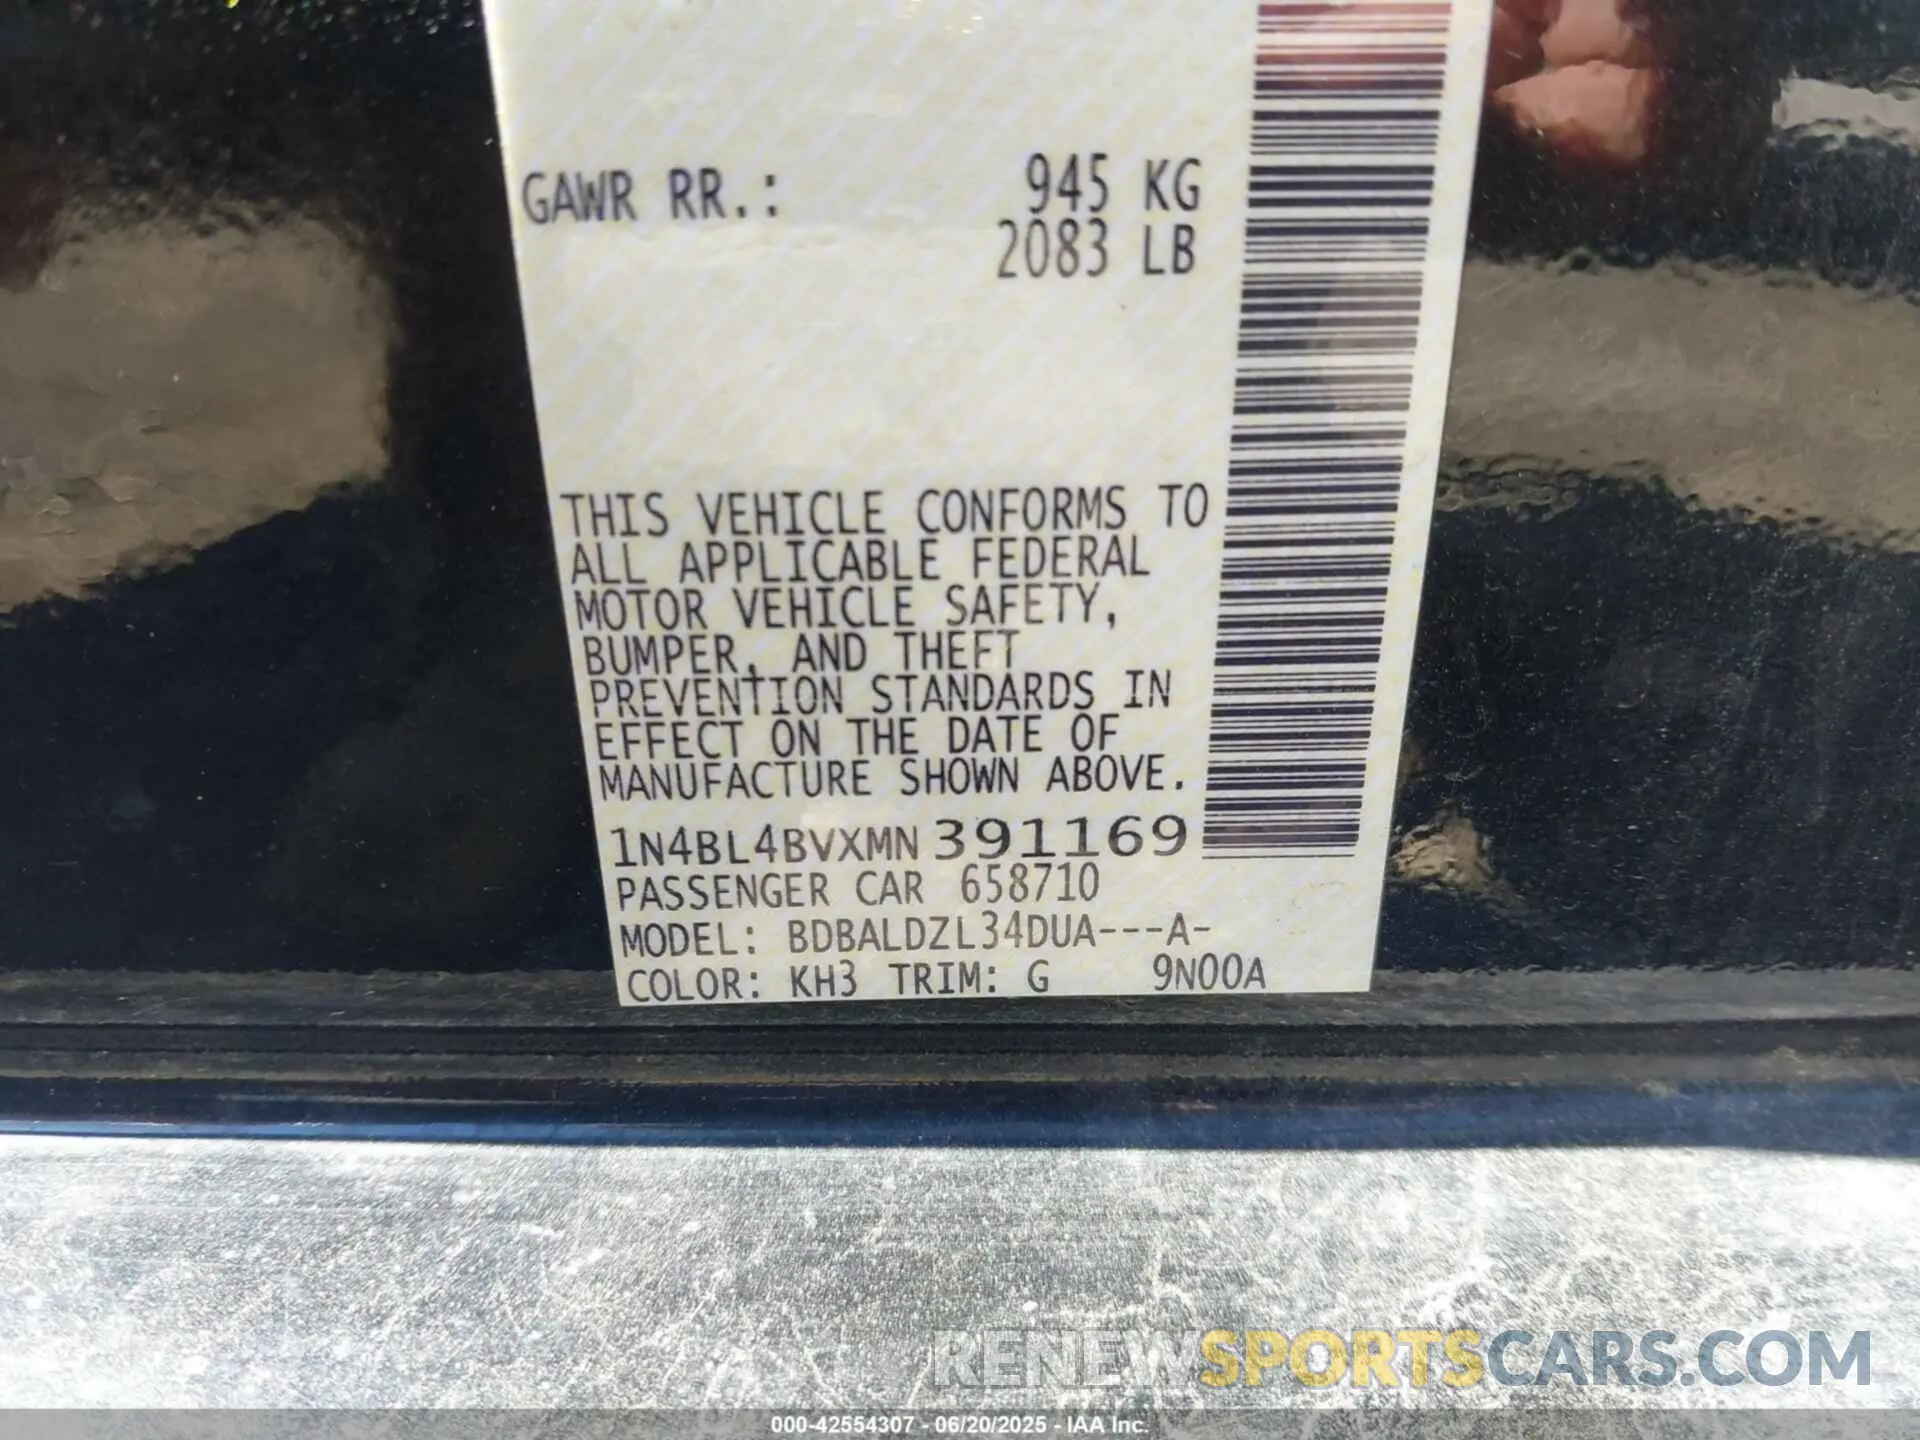 GAWR RR.: 945 KG
2083 LB
THIS VEHICLE CONFORMS TO
ALL APPLICABLE FEDERAL
MOTOR VEHICLE SAFETY,
BUMPER, AND THEFT
PREVENTION STANDARDS IN
EFFECT ON THE DATE OF
MANUFACTURE SHOWN ABOVE.
1N4BL4BVXMN391169
PASSENGER CAR 658710
MODEL: BDBALDZL34DUA---A-
COLOR: KH3 TRIM: G 9N00A
RENEWSPORTSCARS.COM
000-42554307 - 06/20/2025 - IAA Inc.